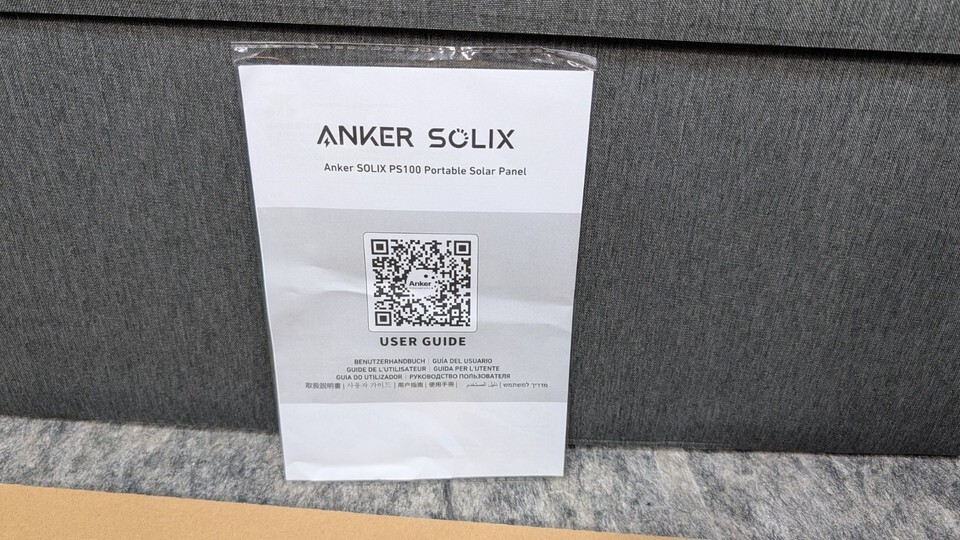 ANKER SOLIX
Anker SOLIX PS100 Portable Solar Panel
Anker
USER GUIDE
BENUTZERHANDBUCH | GUÍA DEL USUARIO
GUIDE DE L'UTILISATEUR | GUIDA PER L'UTENTE
GUIA DO UTILIZADOR | РУКОВОДСТВО ПОЛЬЗОВАТЕЛЯ
取扱説明書 | 사용자 가이드 | 用户指南 | 使用手冊 | دليل المستخدم | מדריך למשתמש